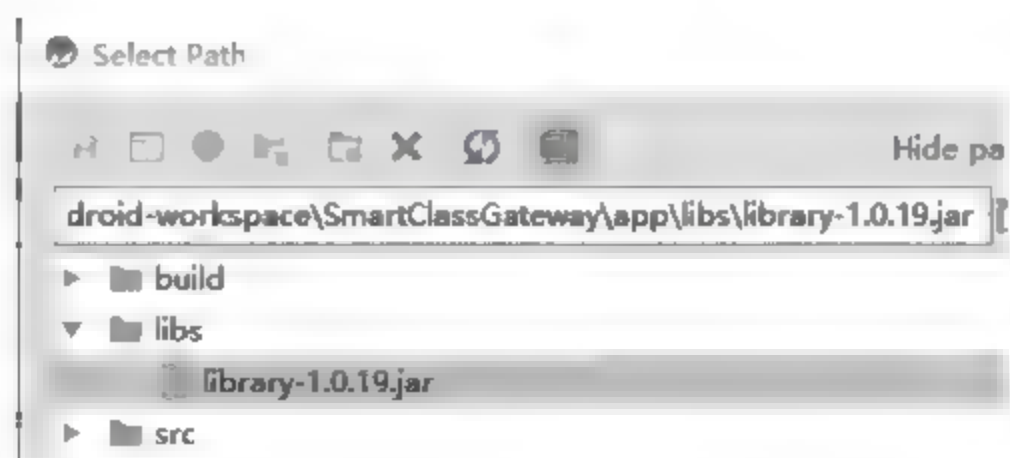 Select Path
Hide pa
droid-workspace\SmartClassGateway\app\libs\library-1.0.19.jar
build
libs
library-1.0.19.jar
src